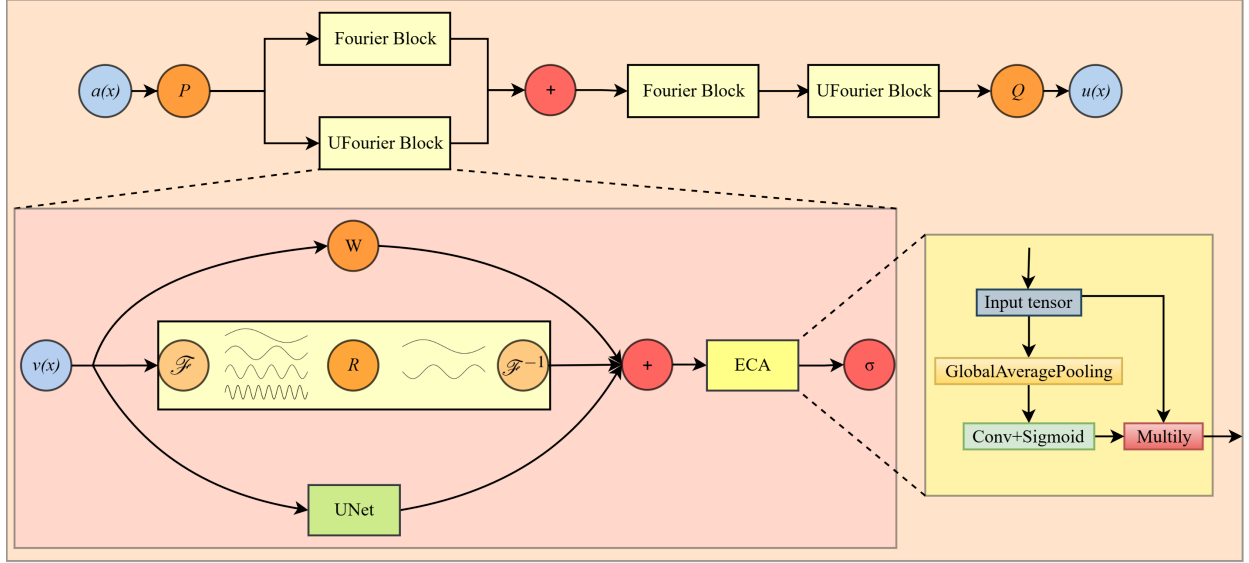 Fourier Block
a(x)
P
+
Fourier Block
UFourier Block
Q
u(x)
UFourier Block
W
v(x)
ℱ
R
ℱ⁻¹
+
ECA
σ
UNet
Input tensor
GlobalAveragePooling
Conv+Sigmoid
Multily